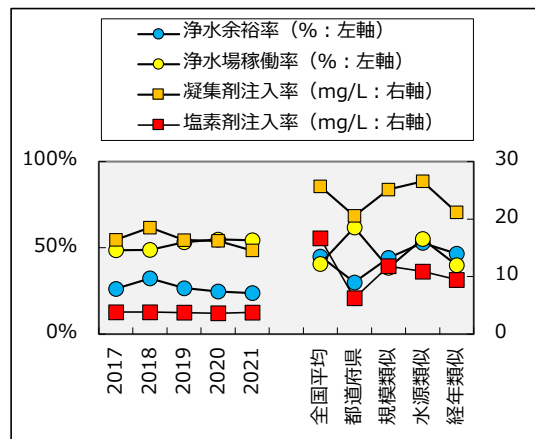 浄水余裕率（%：左軸）
浄水場稼働率（%：左軸）
凝集剤注入率（mg/L：右軸）
塩素剤注入率（mg/L：右軸）
100%
50%
0%
30
20
10
0
2017
2018
2019
2020
2021
全国平均
都道府県
規模類似
水源類似
経年類似